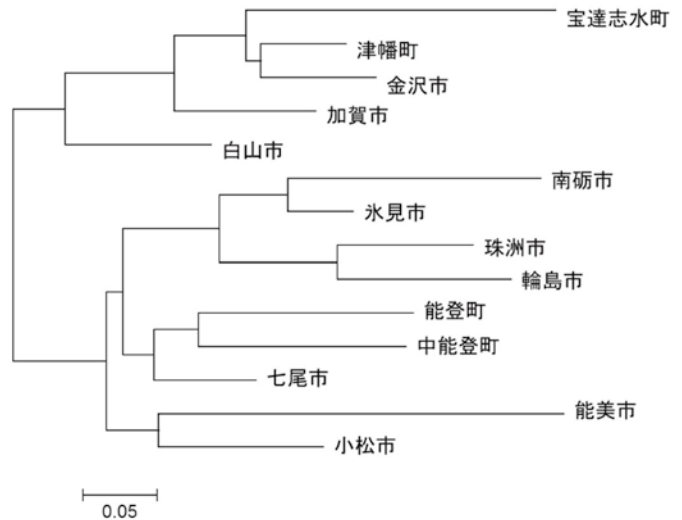 宝達志水町
津幡町
金沢市
加賀市
白山市
南砺市
氷見市
珠洲市
輪島市
能登町
中能登町
七尾市
能美市
小松市
0.05